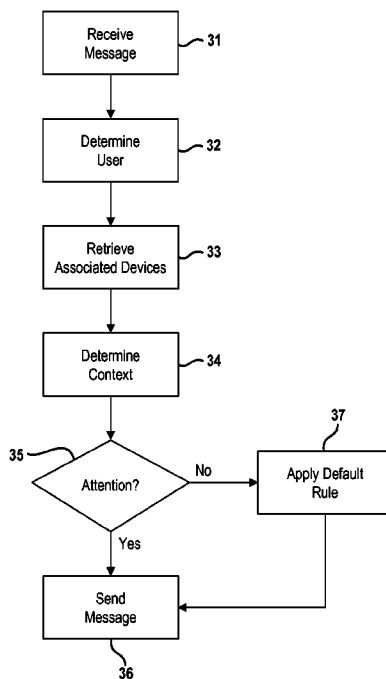 Receive
Message
31
Determine
User
32
Retrieve
Associated Devices
33
Determine
Context
34
35
Attention?
No
37
Apply Default
Rule
Yes
Send
Message
36